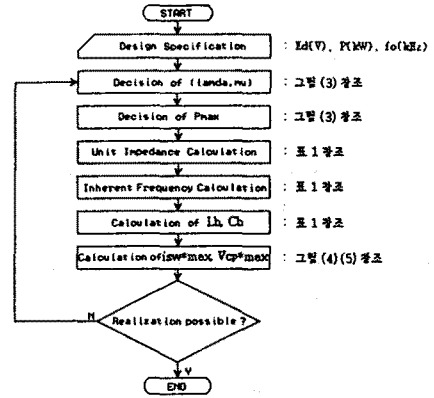 START
Design Specification : Ed(V), P(kW), fo(kHz)
Decision of (lamda,mu) : 그림 (3) 참조
Decision of Pmax : 그림 (3) 참조
Unit Impedance Calculation : 표 1 참조
Inherent Frequency Calculation : 표 1 참조
Calculation of Lb, Cb : 표 1 참조
Calculation of isw*max, Vcp*max : 그림 (4) (5) 참조
N
Realization possible ?
Y
END